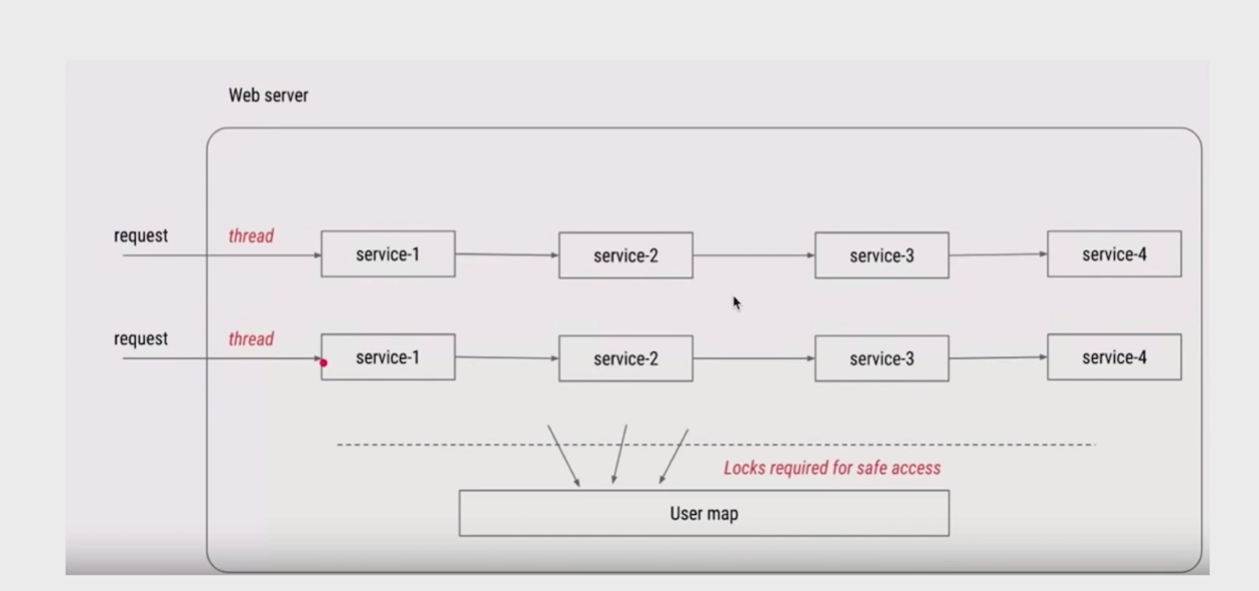 Web server
request thread service-1 service-2 service-3 service-4
request thread service-1 service-2 service-3 service-4
Locks required for safe access
User map